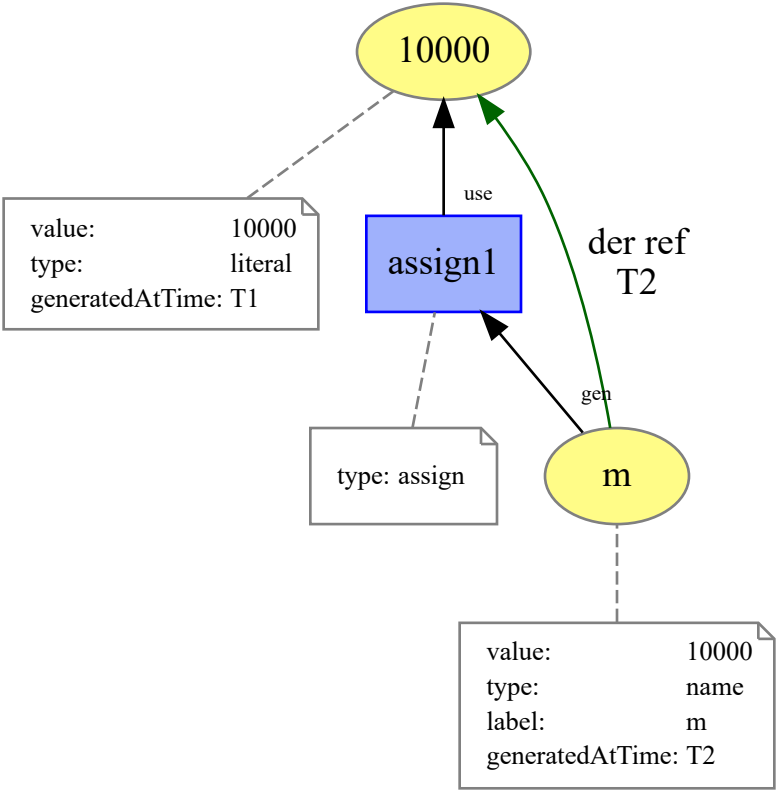 10000
use
value: 10000
type: literal
generatedAtTime: T1
assign1
der ref
T2
gen
type: assign
m
value: 10000
type: name
label: m
generatedAtTime: T2